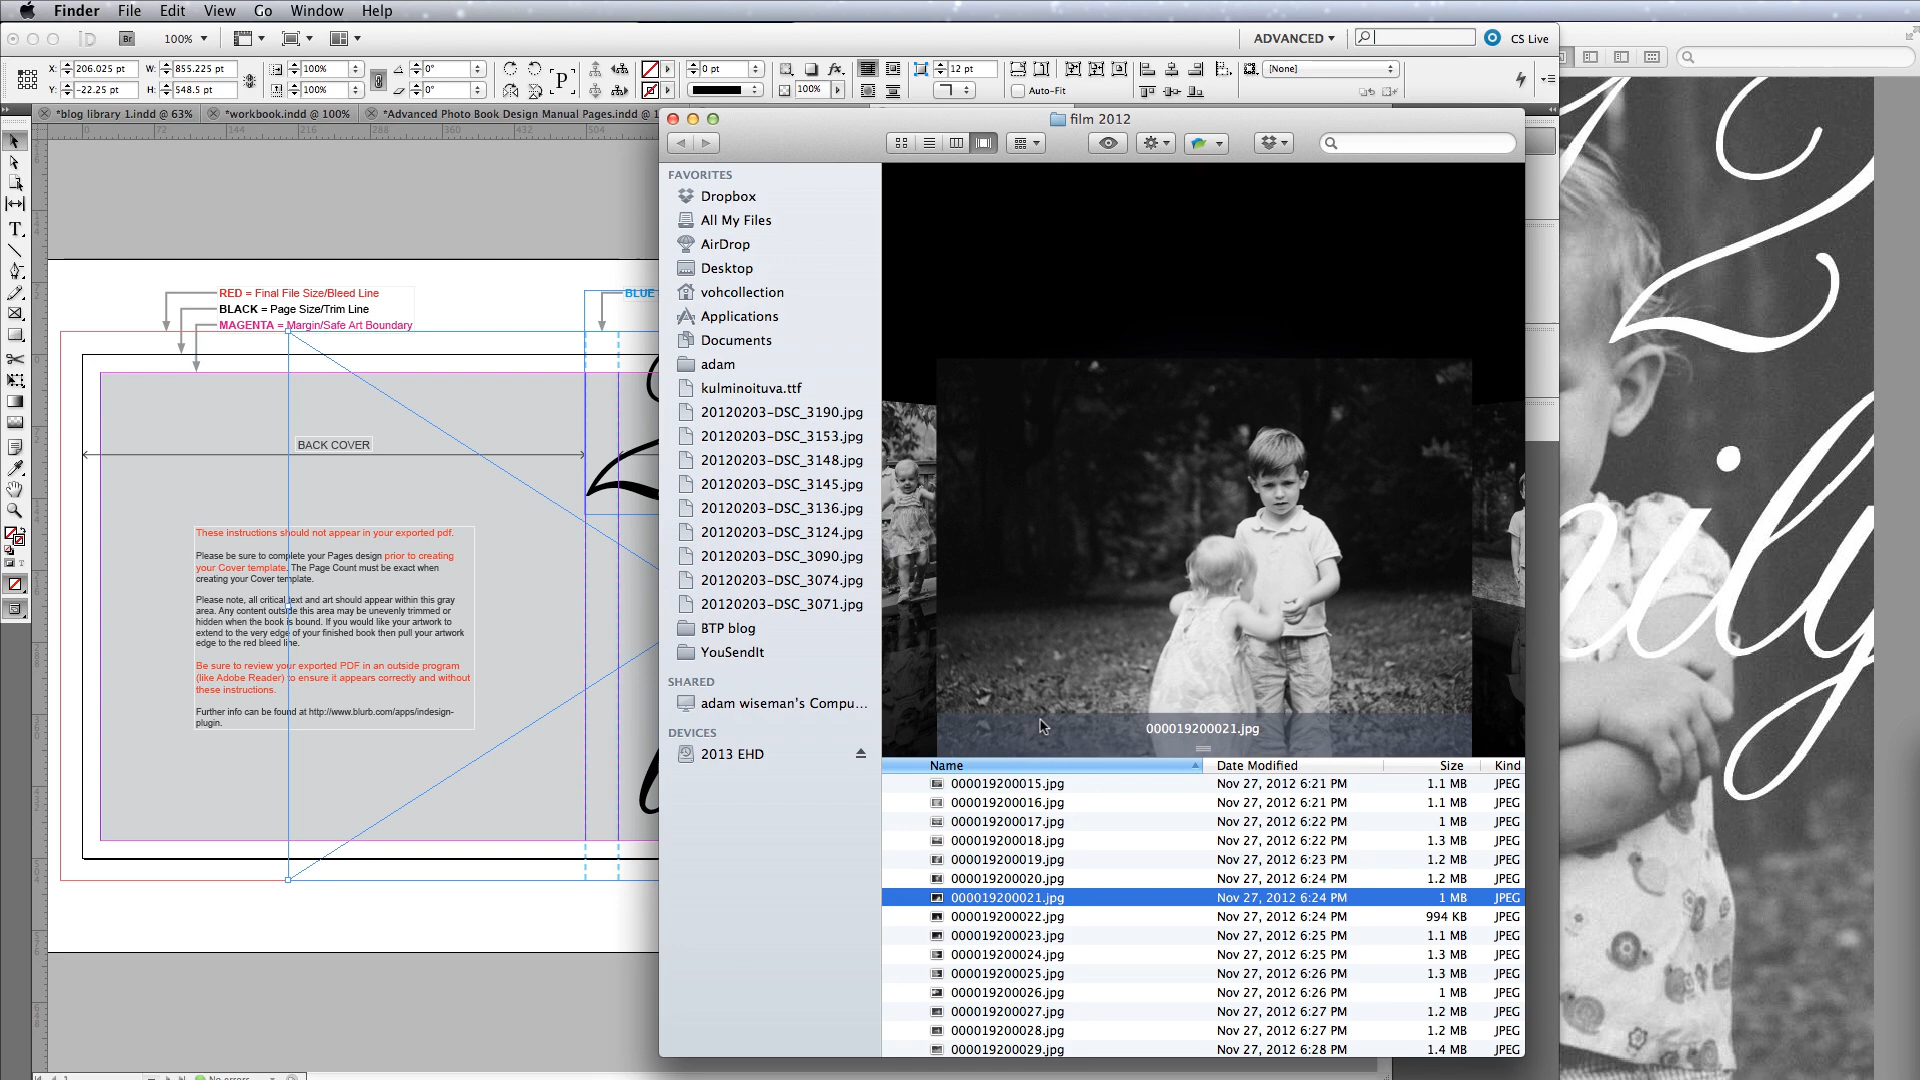 Finder File Edit View Go Window Help
Br 100% ADVANCED CS Live
X: 206.025 pt W: 855.225 pt 100% 0° 0 pt 12 pt [None]
Y: -22.25 pt H: 548.5 pt 100% 0° P fx 100% Auto-Fit
*blog library 1.indd @ 63% *workbook.indd @ 100% *Advanced Photo Book Design Manual Pages.indd @ 1
0 72 144 216 288 360 432 504
RED = Final File Size/Bleed Line
BLACK = Page Size/Trim Line
MAGENTA = Margin/Safe Art Boundary
BLUE
BACK COVER
These instructions should not appear in your exported pdf.
Please be sure to complete your Pages design prior to creating
your Cover template. The Page Count must be exact when
creating your Cover template.
Please note, all critical text and art should appear within this gray
area. Any content outside this area may be unevenly trimmed or
hidden when the book is bound. If you would like your artwork to
extend to the very edge of your finished book then pull your artwork
edge to the red bleed line.
Be sure to review your exported PDF in an outside program
(like Adobe Reader) to ensure it appears correctly and without
these instructions.
Further info can be found at http://www.blurb.com/apps/indesign-
plugin.
No errors
film 2012
FAVORITES
Dropbox
All My Files
AirDrop
Desktop
vohcollection
Applications
Documents
adam
kulminoituva.ttf
20120203-DSC_3190.jpg
20120203-DSC_3153.jpg
20120203-DSC_3148.jpg
20120203-DSC_3145.jpg
20120203-DSC_3136.jpg
20120203-DSC_3124.jpg
20120203-DSC_3090.jpg
20120203-DSC_3074.jpg
20120203-DSC_3071.jpg
BTP blog
YouSendIt
SHARED
adam wiseman's Compu...
DEVICES
2013 EHD
000019200021.jpg
Name Date Modified Size Kind
000019200015.jpg Nov 27, 2012 6:21 PM 1.1 MB JPEG
000019200016.jpg Nov 27, 2012 6:21 PM 1.1 MB JPEG
000019200017.jpg Nov 27, 2012 6:22 PM 1 MB JPEG
000019200018.jpg Nov 27, 2012 6:22 PM 1.3 MB JPEG
000019200019.jpg Nov 27, 2012 6:23 PM 1.2 MB JPEG
000019200020.jpg Nov 27, 2012 6:24 PM 1.2 MB JPEG
000019200021.jpg Nov 27, 2012 6:24 PM 1 MB JPEG
000019200022.jpg Nov 27, 2012 6:24 PM 994 KB JPEG
000019200023.jpg Nov 27, 2012 6:25 PM 1.1 MB JPEG
000019200024.jpg Nov 27, 2012 6:25 PM 1.3 MB JPEG
000019200025.jpg Nov 27, 2012 6:26 PM 1.3 MB JPEG
000019200026.jpg Nov 27, 2012 6:26 PM 1 MB JPEG
000019200027.jpg Nov 27, 2012 6:27 PM 1.2 MB JPEG
000019200028.jpg Nov 27, 2012 6:27 PM 1.2 MB JPEG
000019200029.jpg Nov 27, 2012 6:28 PM 1.4 MB JPEG
2
ily